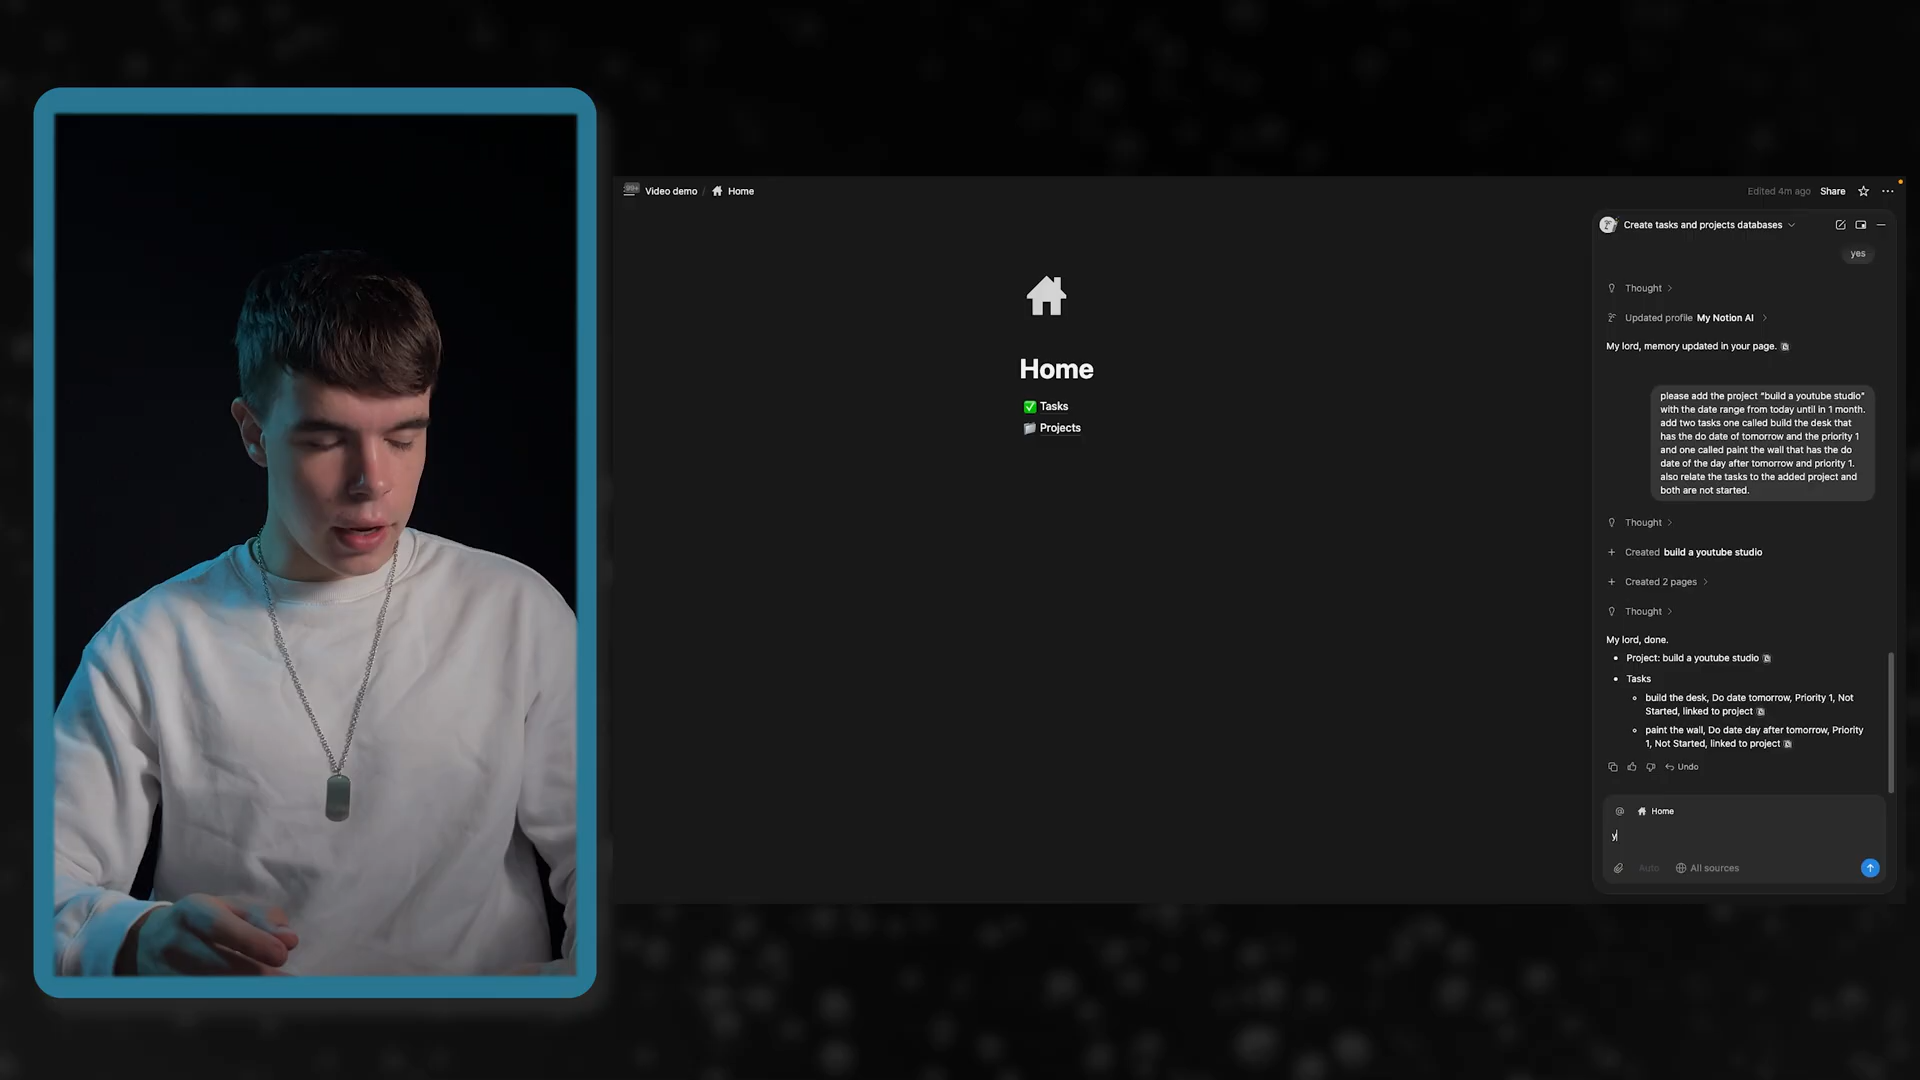 99+ Video demo / Home
Edited 4m ago Share
Home
Tasks
Projects
Create tasks and projects databases
yes
Thought
Updated profile My Notion AI
My lord, memory updated in your page.
please add the project "build a youtube studio"
with the date range from today until in 1 month.
add two tasks one called build the desk that
has the do date of tomorrow and the priority 1
and one called paint the wall that has the do
date of the day after tomorrow and priority 1.
also relate the tasks to the added project and
both are not started.
Thought
Created build a youtube studio
Created 2 pages
Thought
My lord, done.
Project: build a youtube studio
Tasks
build the desk, Do date tomorrow, Priority 1, Not
Started, linked to project
paint the wall, Do date day after tomorrow, Priority
1, Not Started, linked to project
Undo
@ Home
y
Auto All sources